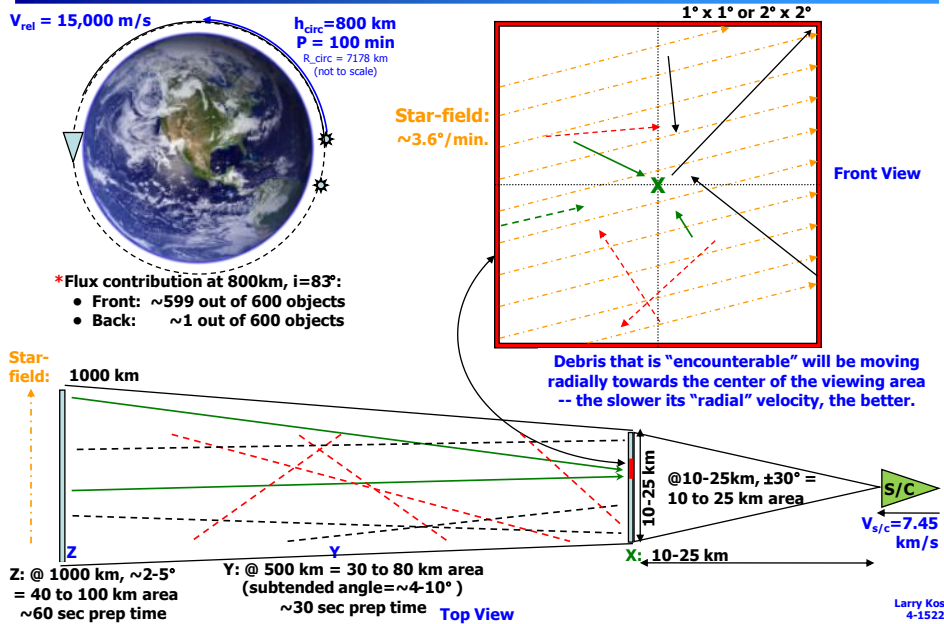 V_rel = 15,000 m/s
h_circ=800 km
P = 100 min
R_circ = 7178 km
(not to scale)
1° x 1° or 2° x 2°
Star-field:
~3.6°/min.
X
Front View
*Flux contribution at 800km, i=83°:
• Front: ~599 out of 600 objects
• Back: ~1 out of 600 objects
Debris that is “encounterable” will be moving
radially towards the center of the viewing area
-- the slower its “radial” velocity, the better.
Star-
field:
1000 km
10-25 km
@10-25km, ±30° =
10 to 25 km area
S/C
V_s/c=7.45
km/s
Z
Y
X: 10-25 km
Z: @ 1000 km, ~2-5°
= 40 to 100 km area
~60 sec prep time
Y: @ 500 km = 30 to 80 km area
(subtended angle=~4-10° )
~30 sec prep time
Top View
Larry Kos
4-1522